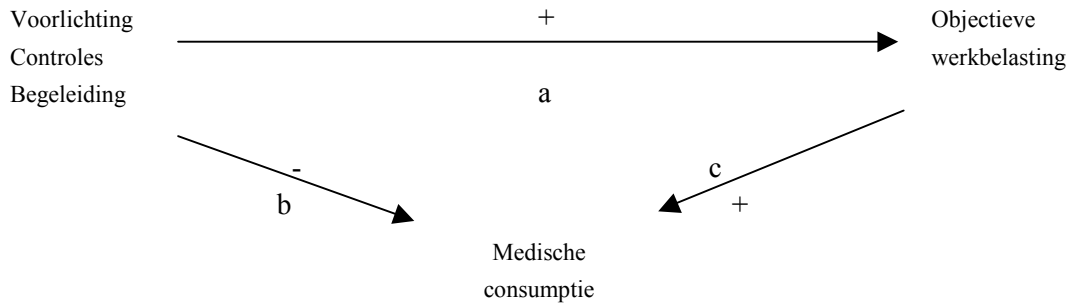 Voorlichting
Controles
Begeleiding
+
a
Objectieve
werkbelasting
-
b
c
+
Medische
consumptie